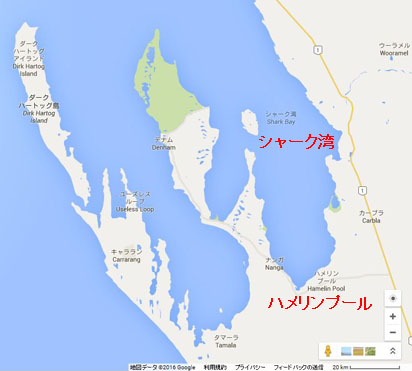 ダーク
ハートッグ
アイランド
Dirk Hartog
Island
ダーク
ハートッグ島
Dirk Hartog
Island
デナム
Denham
ユースレス
ループ
Useless Loop
キャララン
Carrarang
シャーク湾
Shark Bay
シャーク湾
ウーラメル
Wooramel
1
カーブラ
Carbla
ナンガ
Nanga
ハメリン
プール
Hamelin Pool
ハメリンプール
1
タマーラ
Tamala
地図データ ©2016 Google 利用規約 プライバシー フィードバックの送信 20 km